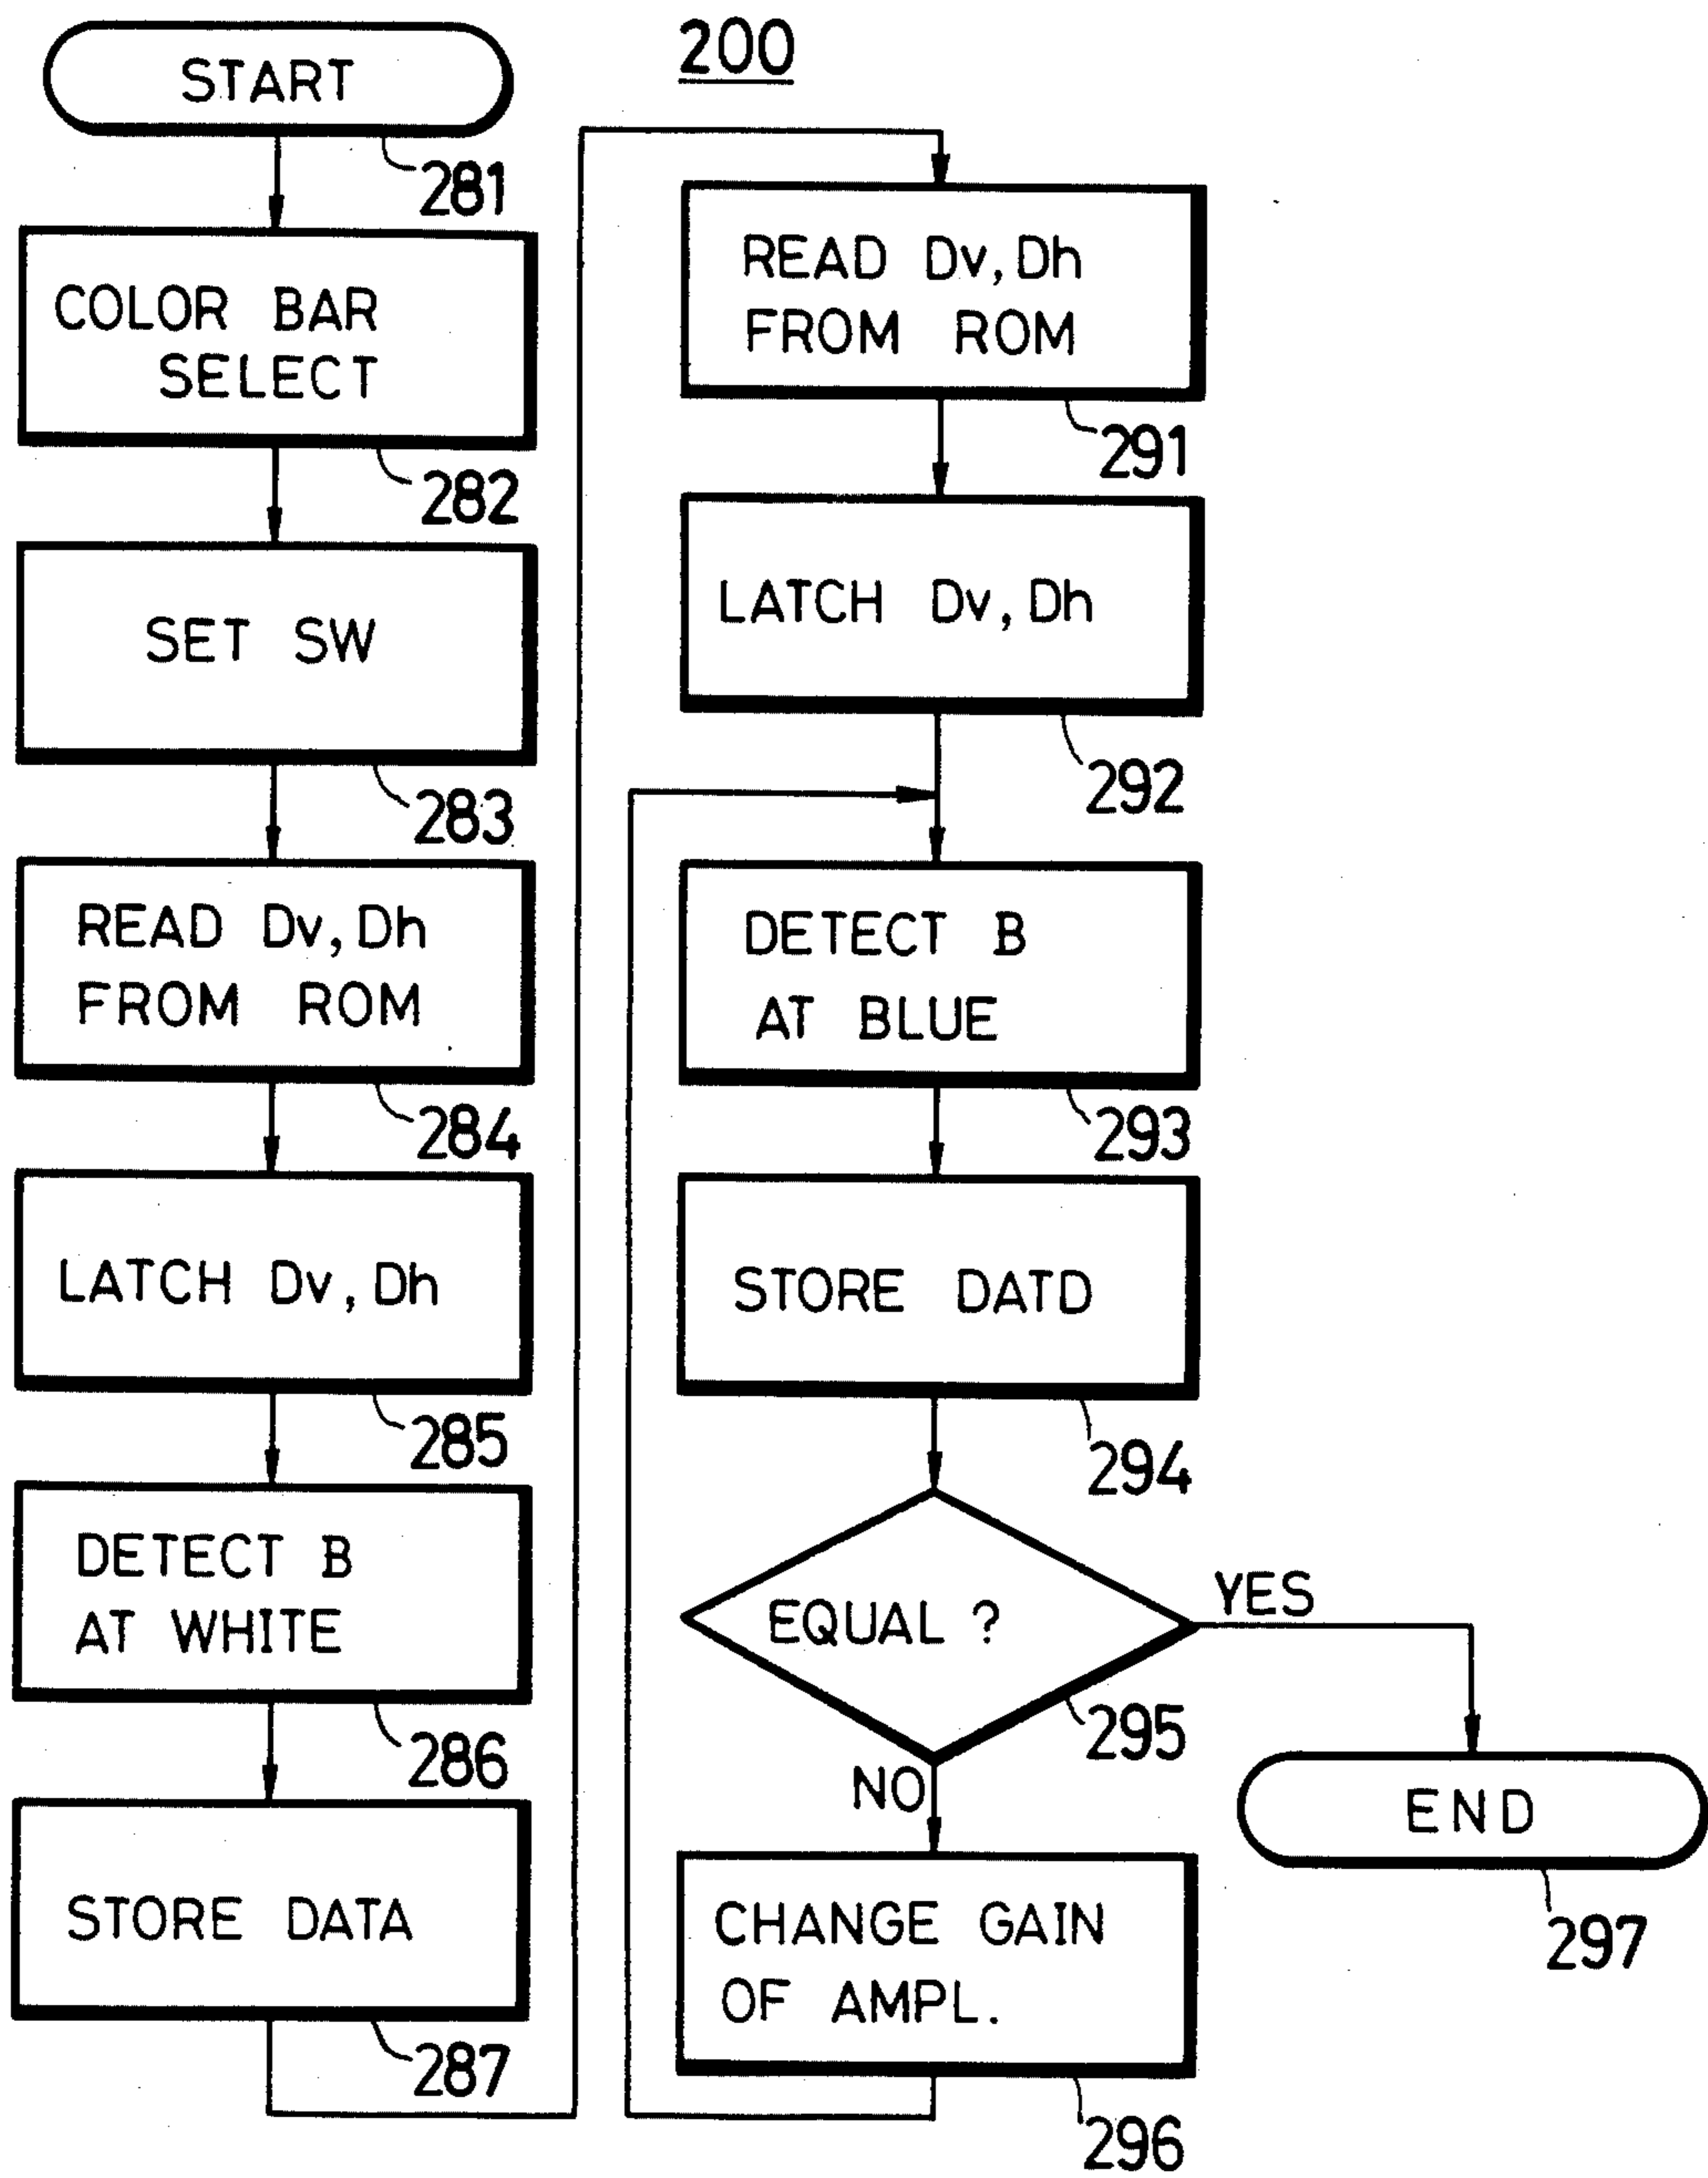 200
START
281
COLOR BAR
SELECT
282
SET SW
283
READ Dv, Dh
FROM ROM
284
LATCH Dv, Dh
285
DETECT B
AT WHITE
286
STORE DATA
287
READ Dv, Dh
FROM ROM
291
LATCH Dv, Dh
292
DETECT B
AT BLUE
293
STORE DATD
294
EQUAL ?
YES
295
NO
END
297
CHANGE GAIN
OF AMPL.
296